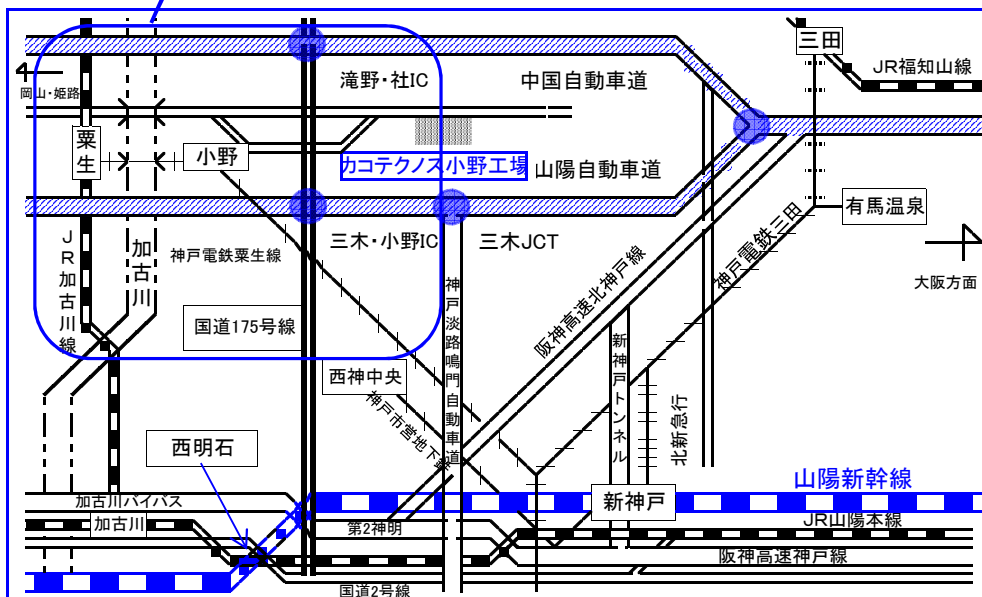 三田
JR福知山線
滝野・社IC
中国自動車道
岡山・姫路
粟生
小野
カコテクノス小野工場
山陽自動車道
有馬温泉
JR加古川線
加古川
神戸電鉄粟生線
三木・小野IC
三木JCT
神戸電鉄三田
大阪方面
阪神高速北神戸線
神戸淡路鳴門自動車道
国道175号線
新神戸トンネル
西神中央
神戸市営地下鉄
北新急行
西明石
山陽新幹線
加古川バイパス
新神戸
加古川
第2神明
JR山陽本線
阪神高速神戸線
国道2号線